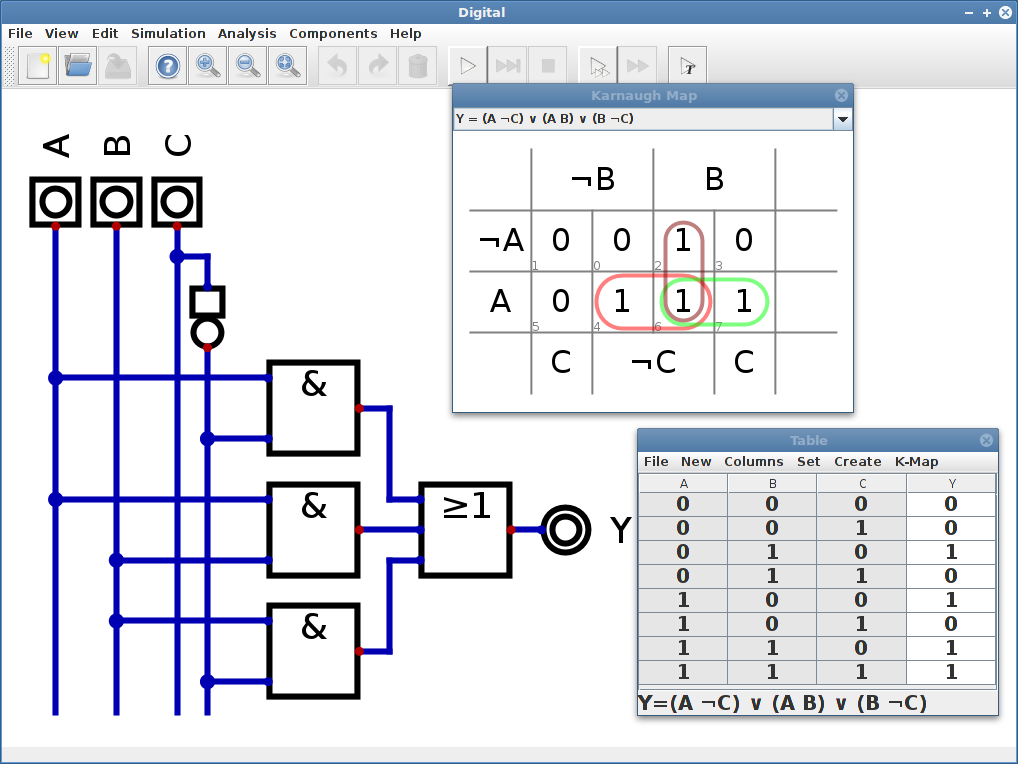 Digital
File View Edit Simulation Analysis Components Help
A B C
&
&
&
≥1
Y
Karnaugh Map
Y = (A ¬C) ∨ (A B) ∨ (B ¬C)
¬B B
¬A 0 0 1 0
1 0 2 3
A 0 1 1 1
5 4 6 7
C ¬C C
Table
File New Columns Set Create K-Map
A B C Y
0 0 0 0
0 0 1 0
0 1 0 1
0 1 1 0
1 0 0 1
1 0 1 0
1 1 0 1
1 1 1 1
Y=(A ¬C) ∨ (A B) ∨ (B ¬C)